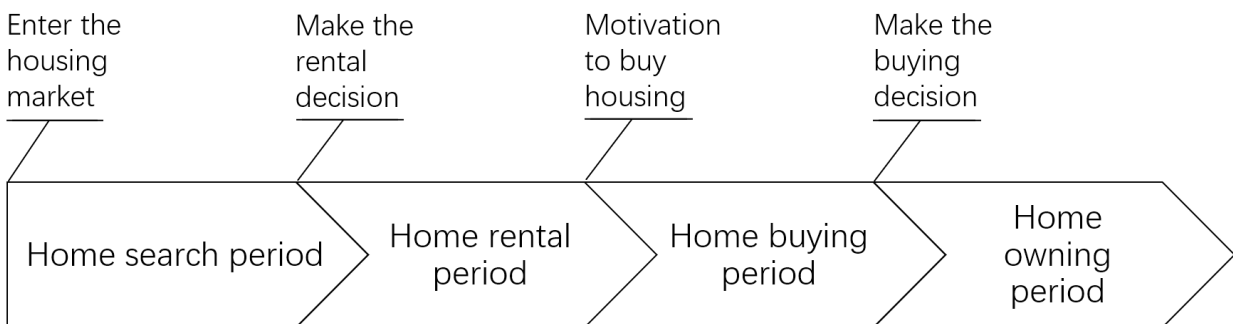 Enter the
housing
market
Make the
rental
decision
Motivation
to buy
housing
Make the
buying
decision
Home search period
Home rental
period
Home buying
period
Home
owning
period